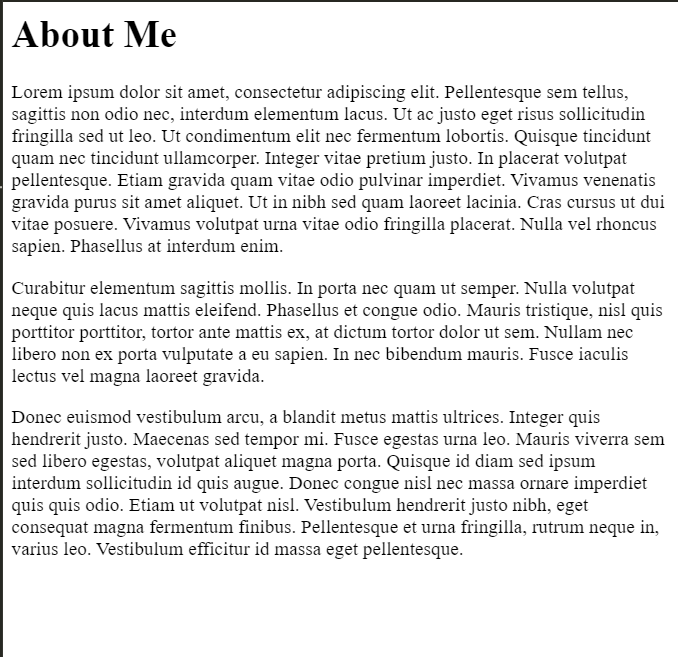 About Me
Lorem ipsum dolor sit amet, consectetur adipiscing elit. Pellentesque sem tellus,
sagittis non odio nec, interdum elementum lacus. Ut ac justo eget risus sollicitudin
fringilla sed ut leo. Ut condimentum elit nec fermentum lobortis. Quisque tincidunt
quam nec tincidunt ullamcorper. Integer vitae pretium justo. In placerat volutpat
pellentesque. Etiam gravida quam vitae odio pulvinar imperdiet. Vivamus venenatis
gravida purus sit amet aliquet. Ut in nibh sed quam laoreet lacinia. Cras cursus ut dui
vitae posuere. Vivamus volutpat urna vitae odio fringilla placerat. Nulla vel rhoncus
sapien. Phasellus at interdum enim.
Curabitur elementum sagittis mollis. In porta nec quam ut semper. Nulla volutpat
neque quis lacus mattis eleifend. Phasellus et congue odio. Mauris tristique, nisl quis
porttitor porttitor, tortor ante mattis ex, at dictum tortor dolor ut sem. Nullam nec
libero non ex porta vulputate a eu sapien. In nec bibendum mauris. Fusce iaculis
lectus vel magna laoreet gravida.
Donec euismod vestibulum arcu, a blandit metus mattis ultrices. Integer quis
hendrerit justo. Maecenas sed tempor mi. Fusce egestas urna leo. Mauris viverra sem
sed libero egestas, volutpat aliquet magna porta. Quisque id diam sed ipsum
interdum sollicitudin id quis augue. Donec congue nisl nec massa ornare imperdiet
quis quis odio. Etiam ut volutpat nisl. Vestibulum hendrerit justo nibh, eget
consequat magna fermentum finibus. Pellentesque et urna fringilla, rutrum neque in,
varius leo. Vestibulum efficitur id massa eget pellentesque.